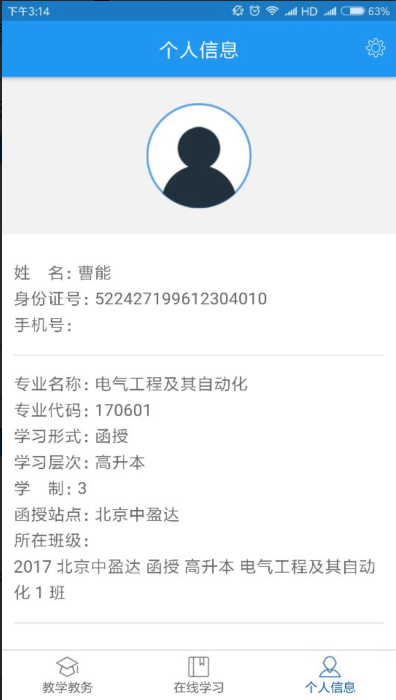 下午3:14 HD 63%
个人信息
姓 名: 曹能
身份证号: 522427199612304010
手机号:
专业名称: 电气工程及其自动化
专业代码: 170601
学习形式: 函授
学习层次: 高升本
学 制: 3
函授站点: 北京中盈达
所在班级:
2017 北京中盈达 函授 高升本 电气工程及其自动
化 1 班
教学教务 在线学习 个人信息